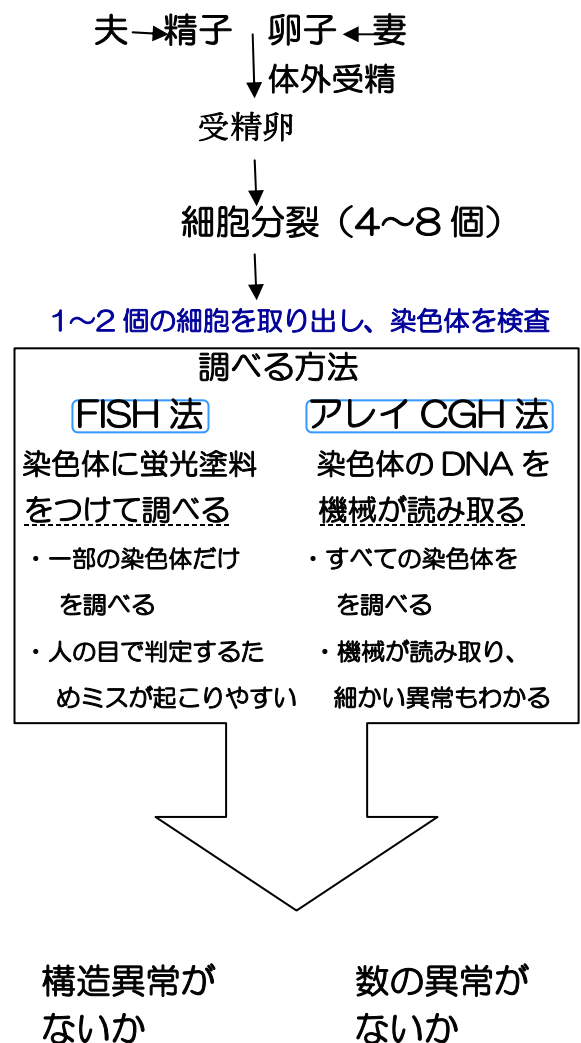 夫 精子 卵子 妻
体外受精
受精卵
細胞分裂（4～8 個）
1～2 個の細胞を取り出し、染色体を検査
調べる方法
FISH 法
染色体に蛍光塗料
をつけて調べる
・一部の染色体だけ
を調べる
・人の目で判定するた
めミスが起こりやすい
アレイ CGH 法
染色体の DNA を
機械が読み取る
・すべての染色体を
を調べる
・機械が読み取り、
細かい異常もわかる
構造異常が
ないか
数の異常が
ないか